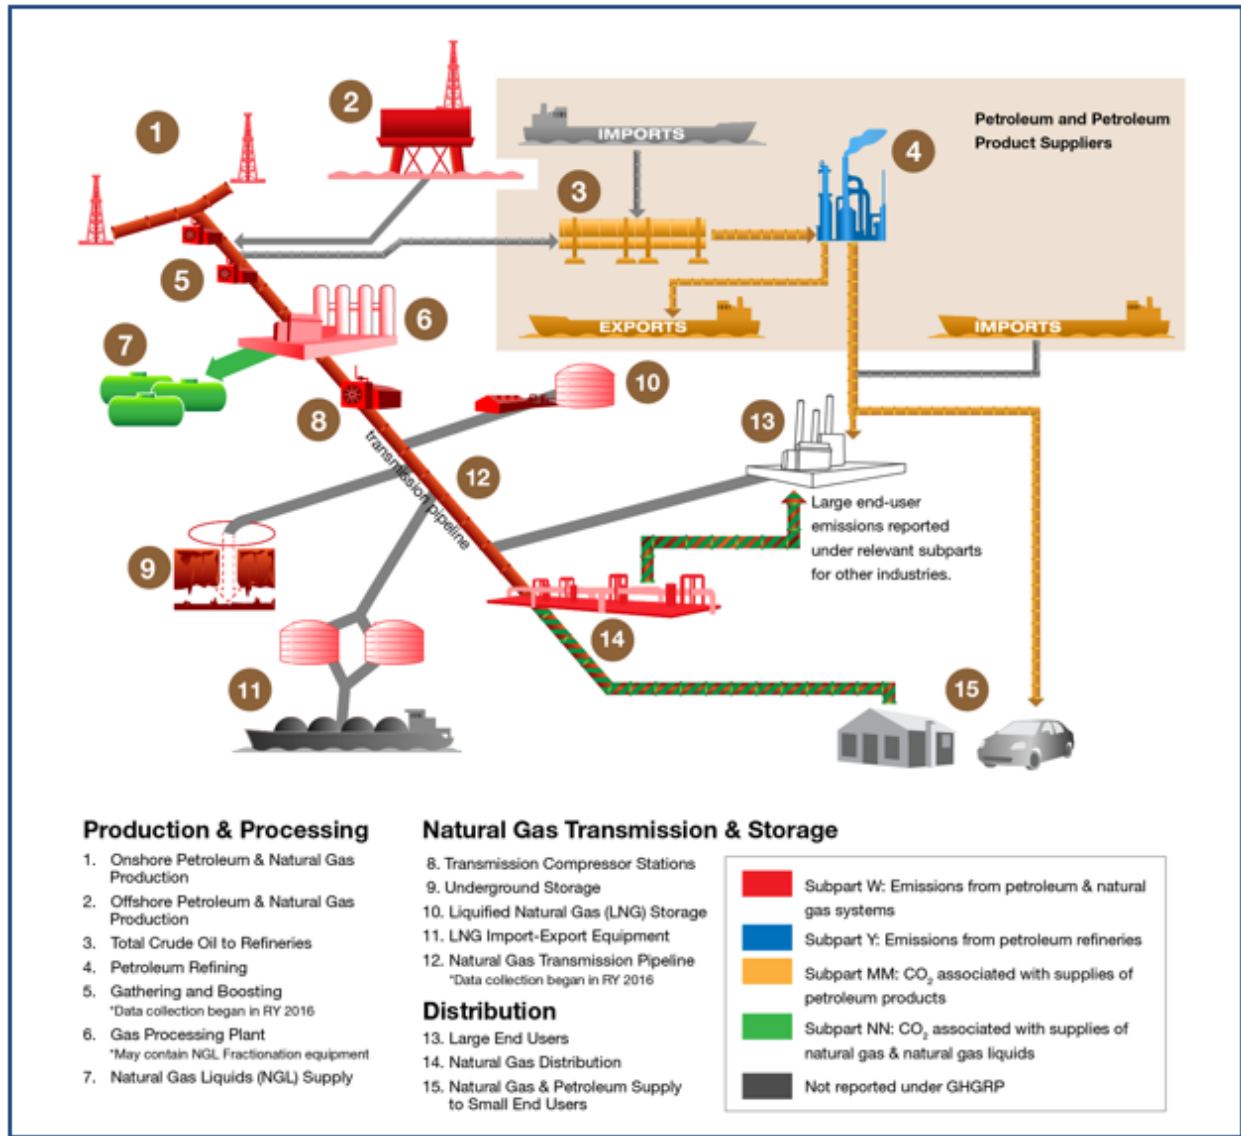 1
2
IMPORTS
Petroleum and Petroleum
Product Suppliers
4
3
5
6
EXPORTS
IMPORTS
7
10
8
13
transmission pipeline
12
Large end-user
emissions reported
under relevant subparts
for other industries.
9
14
11
15
Production & Processing
1. Onshore Petroleum & Natural Gas
Production
2. Offshore Petroleum & Natural Gas
Production
3. Total Crude Oil to Refineries
4. Petroleum Refining
5. Gathering and Boosting
*Data collection began in RY 2016
6. Gas Processing Plant
*May contain NGL Fractionation equipment
7. Natural Gas Liquids (NGL) Supply
Natural Gas Transmission & Storage
8. Transmission Compressor Stations
9. Underground Storage
10. Liquified Natural Gas (LNG) Storage
11. LNG Import-Export Equipment
12. Natural Gas Transmission Pipeline
*Data collection began in RY 2016
Distribution
13. Large End Users
14. Natural Gas Distribution
15. Natural Gas & Petroleum Supply
to Small End Users
Subpart W: Emissions from petroleum & natural
gas systems
Subpart Y: Emissions from petroleum refineries
Subpart MM: CO₂ associated with supplies of
petroleum products
Subpart NN: CO₂ associated with supplies of
natural gas & natural gas liquids
Not reported under GHGRP